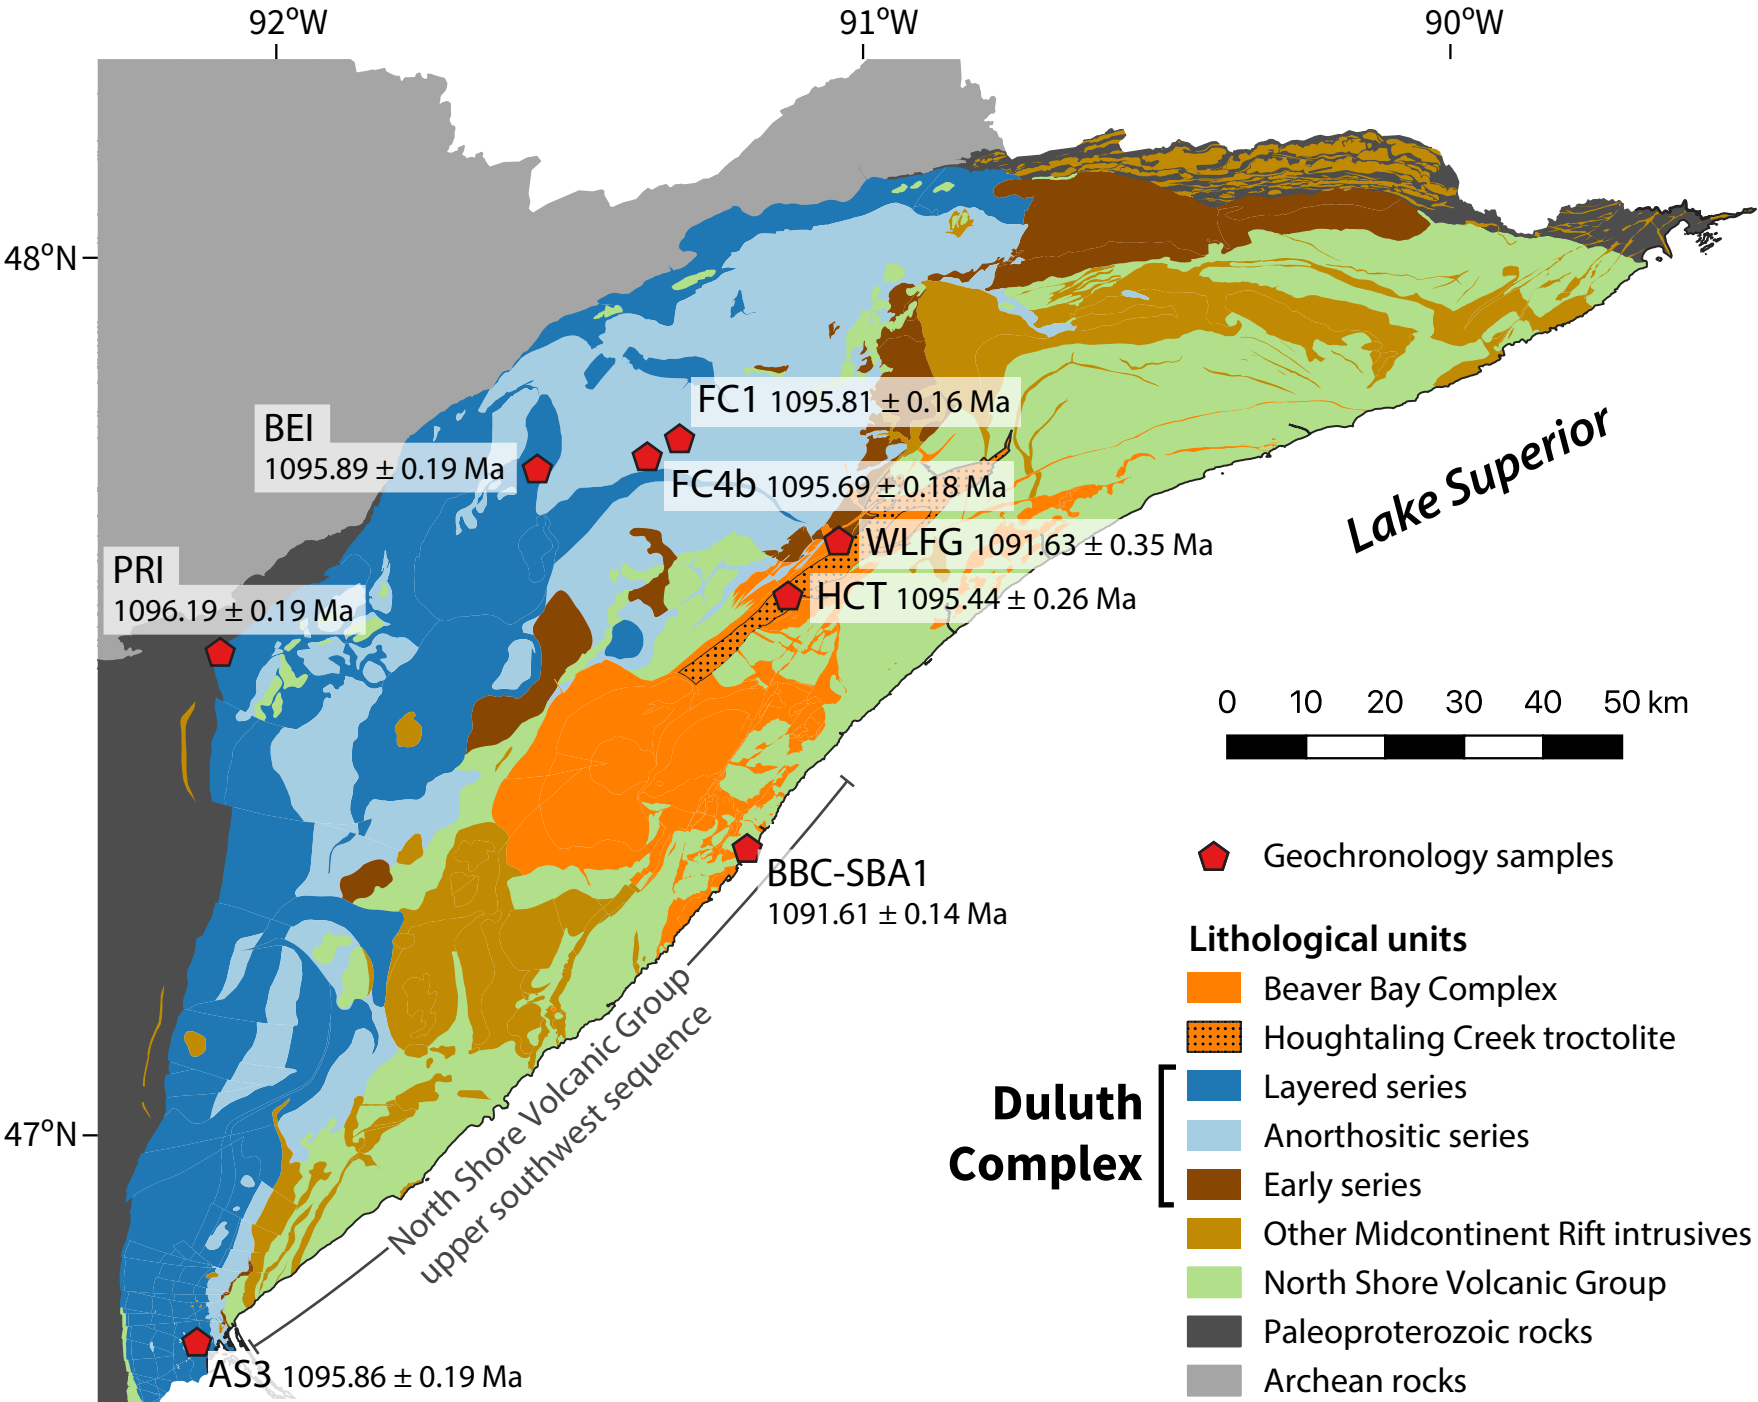 92ºW 91ºW 90ºW
48ºN
FC1 1095.81 ± 0.16 Ma
BEI
1095.89 ± 0.19 Ma
FC4b 1095.69 ± 0.18 Ma
Lake Superior
WLFG 1091.63 ± 0.35 Ma
PRI
1096.19 ± 0.19 Ma
HCT 1095.44 ± 0.26 Ma
0 10 20 30 40 50 km
BBC-SBA1
1091.61 ± 0.14 Ma
Geochronology samples
Lithological units
Beaver Bay Complex
Houghtaling Creek troctolite
Duluth
Complex
Layered series
Anorthositic series
Early series
Other Midcontinent Rift intrusives
North Shore Volcanic Group
Paleoproterozoic rocks
Archean rocks
47ºN
North Shore Volcanic Group
upper southwest sequence
AS3 1095.86 ± 0.19 Ma